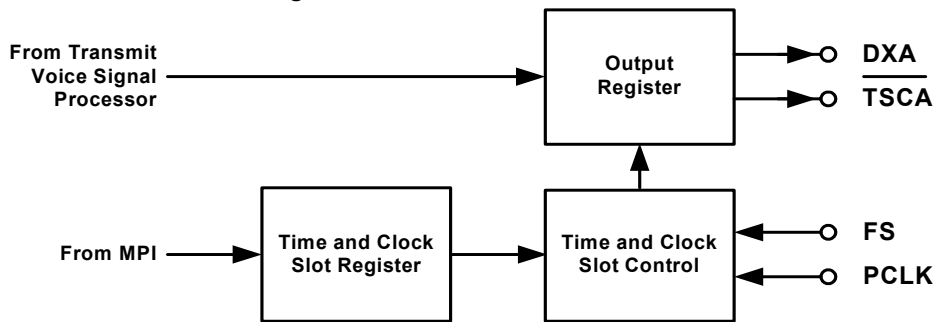 From Transmit
Voice Signal
Processor
Output
Register
DXA
TSCA
From MPI
Time and Clock
Slot Register
Time and Clock
Slot Control
FS
PCLK